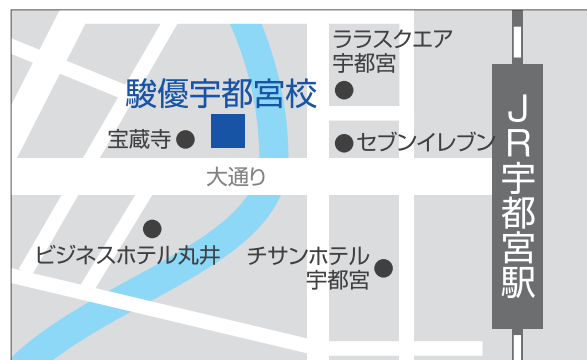 ララスクエア
宇都宮
駿優宇都宮校
宝蔵寺
セブンイレブン
大通り
JR宇都宮駅
ビジネスホテル丸井
チサンホテル
宇都宮